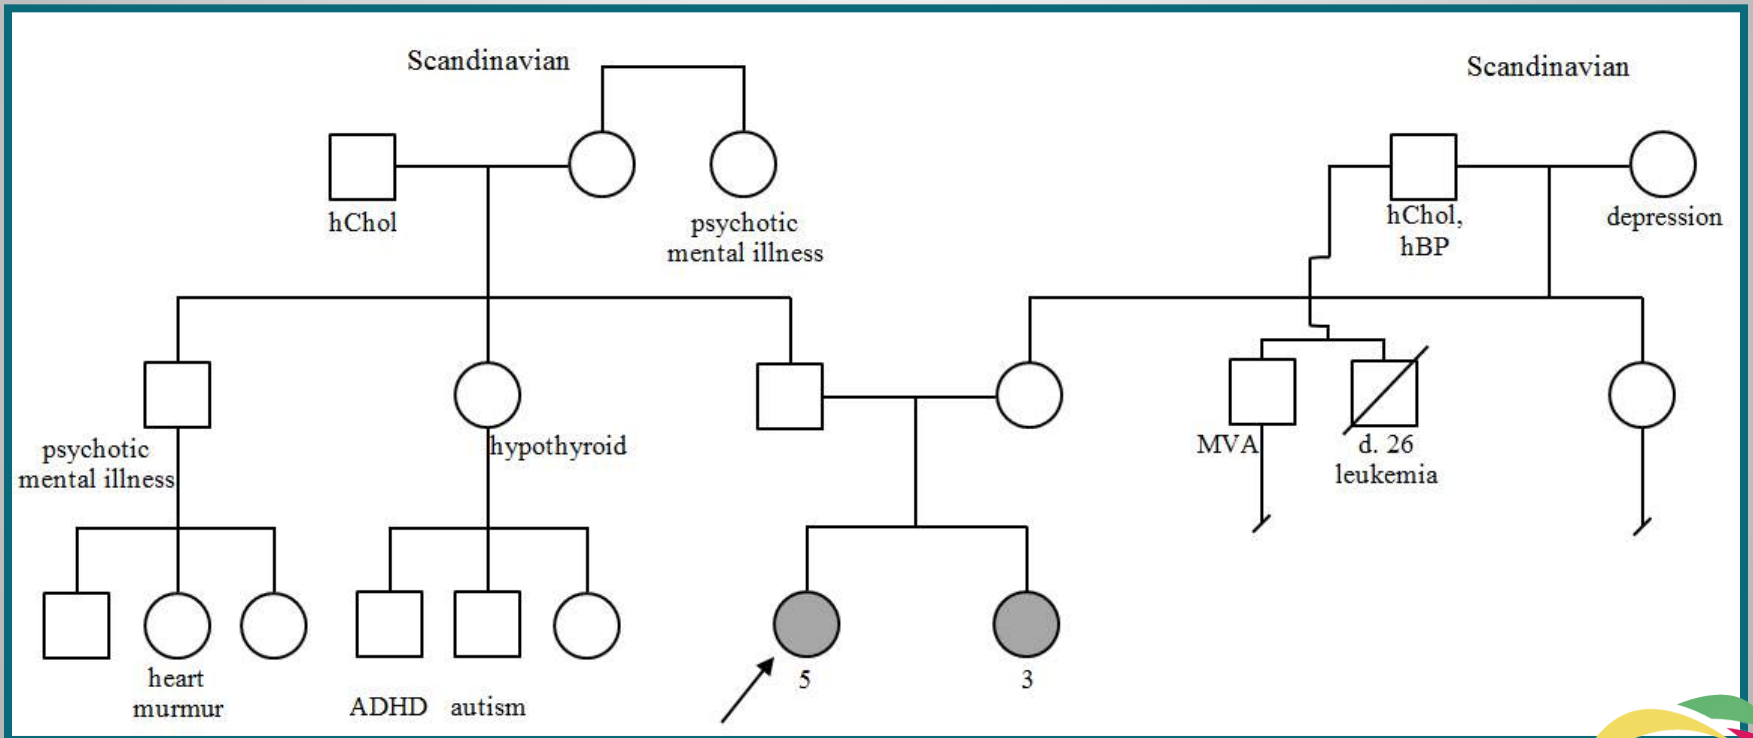 Scandinavian
Scandinavian
hChol
psychotic
mental illness
hChol,
hBP
depression
psychotic
mental illness
hypothyroid
MVA
d. 26
leukemia
heart
murmur
ADHD
autism
5
3